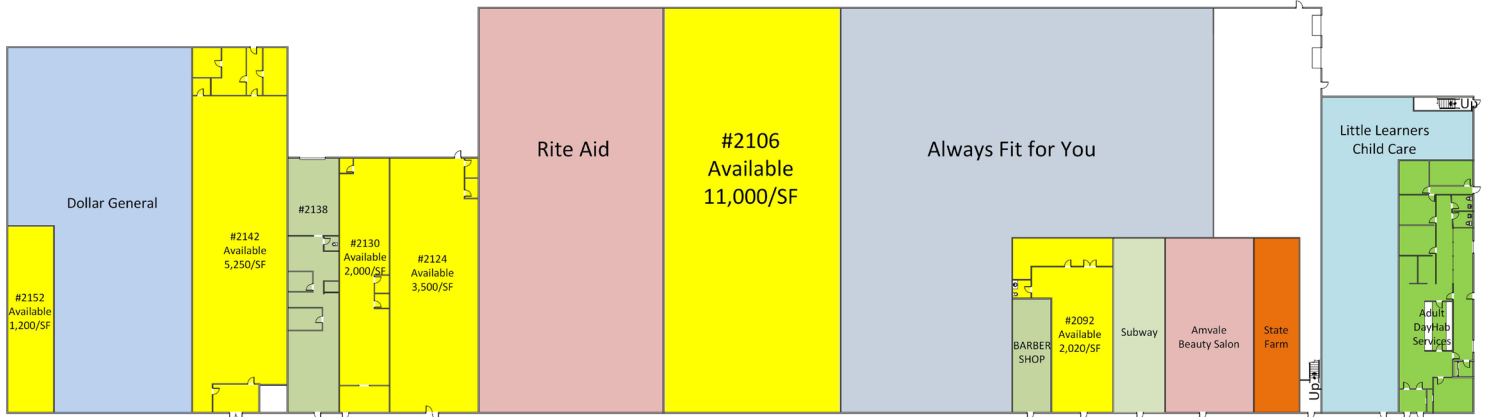 Dollar General
#2152
Available
1,200/SF
#2142
Available
5,250/SF
#2138
#2130
Available
2,000/SF
#2124
Available
3,500/SF
Rite Aid
#2106
Available
11,000/SF
Always Fit for You
BARBER
SHOP
#2092
Available
2,020/SF
Subway
Amvale
Beauty Salon
State
Farm
Up
Little Learners
Child Care
Up
Adult
DayHab
Services